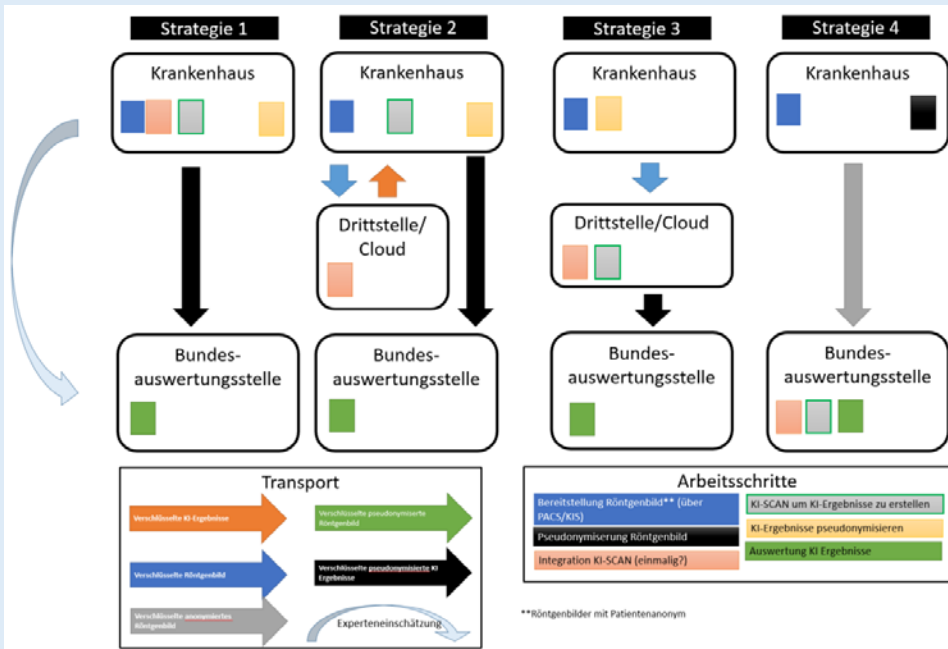 Strategie 1
Strategie 2
Strategie 3
Strategie 4
Krankenhaus
Krankenhaus
Krankenhaus
Krankenhaus
Drittstelle/
Cloud
Drittstelle/Cloud
Bundes-
auswertungsstelle
Bundes-
auswertungsstelle
Bundes-
auswertungsstelle
Bundes-
auswertungsstelle
Transport
Verschlüsselte KI-Ergebnisse
Verschlüsselte pseudonymisierte
Röntgenbild
Verschlüsselte Röntgenbild
Verschlüsselte pseudonymisierte KI
Ergebnisse
Verschlüsselte anonymisiertes
Röntgenbild
Experteneinschätzung
Arbeitsschritte
Bereitstellung Röntgenbild** (über
PACS/KIS)
Pseudonymiserung Röntgenbild
Integration KI-SCAN (einmalig?)
KI-SCAN um KI-Ergebnisse zu erstellen
KI-Ergebnisse pseudonymisieren
Auswertung KI Ergebnisse
**Röntgenbilder mit Patientenanonym